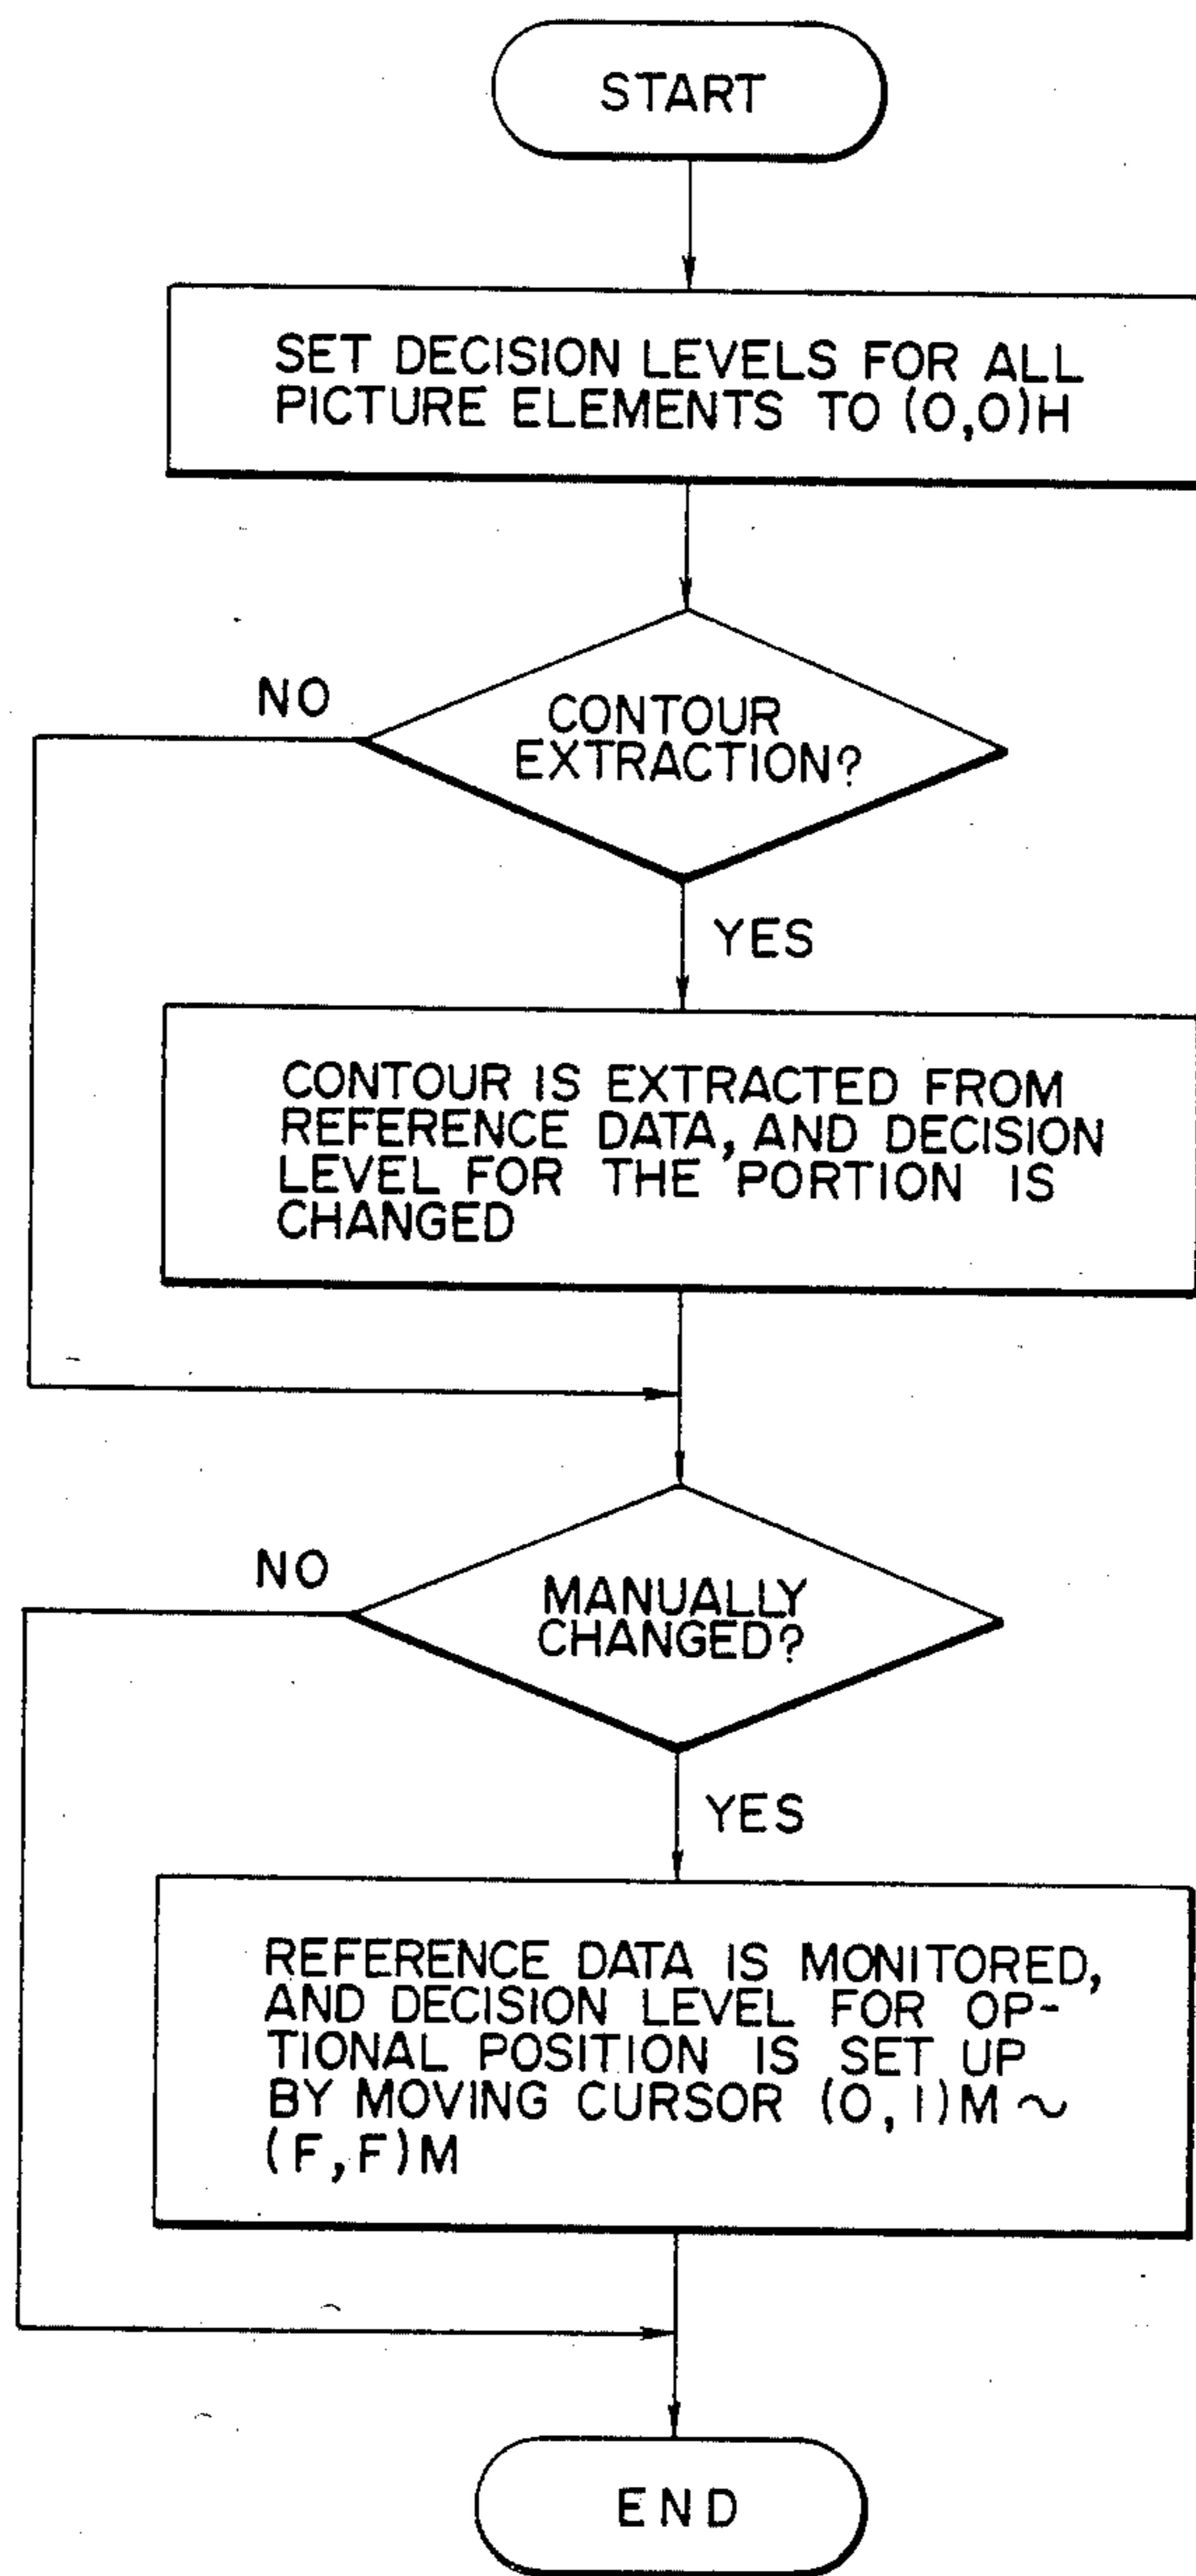 START
SET DECISION LEVELS FOR ALL
PICTURE ELEMENTS TO (0,0)H
NO
CONTOUR
EXTRACTION?
YES
CONTOUR IS EXTRACTED FROM
REFERENCE DATA, AND DECISION
LEVEL FOR THE PORTION IS
CHANGED
NO
MANUALLY
CHANGED?
YES
REFERENCE DATA IS MONITORED,
AND DECISION LEVEL FOR OP-
TIONAL POSITION IS SET UP
BY MOVING CURSOR (0,1)M ~
(F,F)M
END